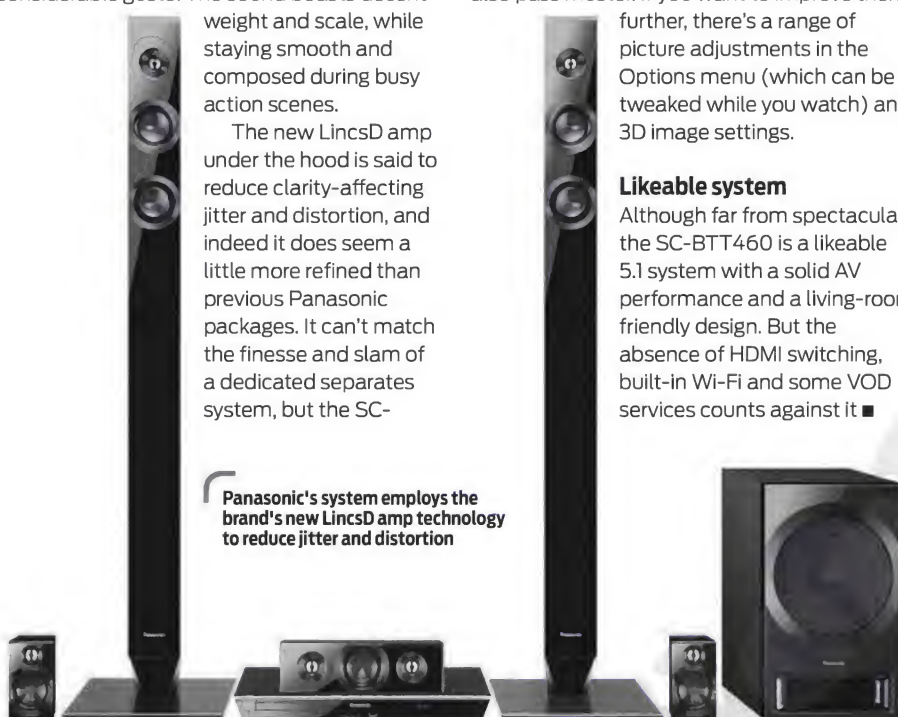 weight and scale, while
staying smooth and
composed during busy
action scenes.
The new LincsD amp
under the hood is said to
reduce clarity-affecting
jitter and distortion, and
indeed it does seem a
little more refined than
previous Panasonic
packages. It can't match
the finesse and slam of
a dedicated separates
system, but the SC-
further, there's a range of
picture adjustments in the
Options menu (which can be
tweaked while you watch) an
3D image settings.
Likeable system
Although far from spectacula
the SC-BTT460 is a likeable
5.1 system with a solid AV
performance and a living-roo
friendly design. But the
absence of HDMI switching,
built-in Wi-Fi and some VOD
services counts against it ■
Panasonic's system employs the
brand's new LincsD amp technology
to reduce jitter and distortion
Panasonic
Panasonic
Panasonic